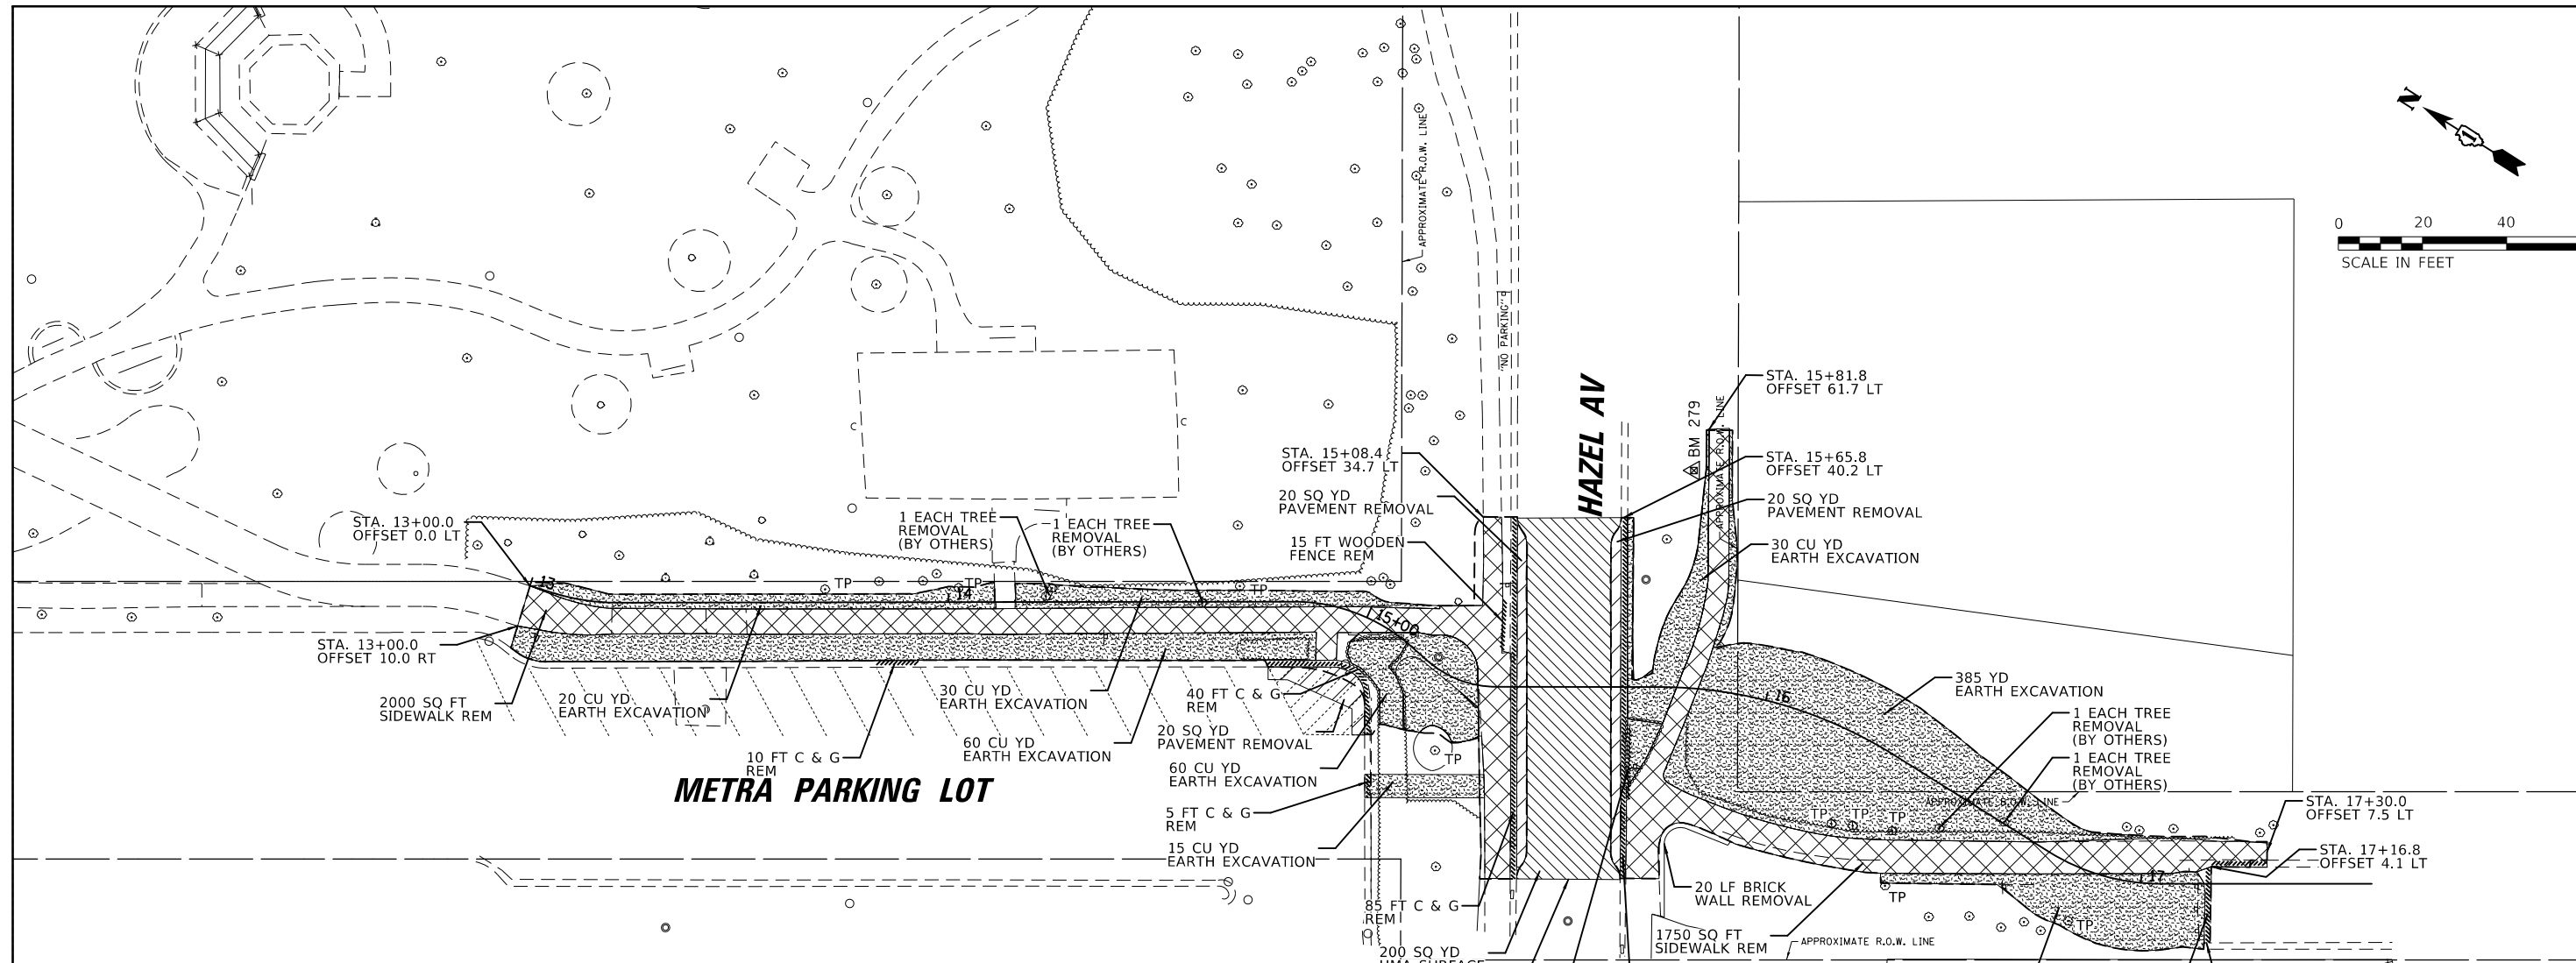 N
0 20 40
SCALE IN FEET
APPROXIMATE R.O.W. LINE
"NO PARKING"
HAZEL AV
BM 279
APPROXIMATE R.O.W. LINE
APPROXIMATE R.O.W. LINE
STA. 15+81.8
OFFSET 61.7 LT
STA. 15+08.4
OFFSET 34.7 LT
STA. 15+65.8
OFFSET 40.2 LT
20 SQ YD
PAVEMENT REMOVAL
20 SQ YD
PAVEMENT REMOVAL
C
C
STA. 13+00.0
OFFSET 0.0 LT
1 EACH TREE
REMOVAL
(BY OTHERS)
1 EACH TREE
REMOVAL
(BY OTHERS)
15 FT WOODEN
FENCE REM
30 CU YD
EARTH EXCAVATION
13
TP
TP
14
TP
15+00
STA. 13+00.0
OFFSET 10.0 RT
2000 SQ FT
SIDEWALK REM
20 CU YD
EARTH EXCAVATION
30 CU YD
EARTH EXCAVATION
40 FT C & G
REM
16
385 YD
EARTH EXCAVATION
1 EACH TREE
REMOVAL
(BY OTHERS)
10 FT C & G
REM
60 CU YD
EARTH EXCAVATION
20 SQ YD
PAVEMENT REMOVAL
60 CU YD
EARTH EXCAVATION
TP
1 EACH TREE
REMOVAL
(BY OTHERS)
METRA PARKING LOT
APPROXIMATE R.O.W. LINE
STA. 17+30.0
OFFSET 7.5 LT
5 FT C & G
REM
TP
TP
TP
15 CU YD
EARTH EXCAVATION
STA. 17+16.8
OFFSET 4.1 LT
17
20 LF BRICK
WALL REMOVAL
TP
85 FT C & G
REM
TP
1750 SQ FT
SIDEWALK REM
APPROXIMATE R.O.W. LINE
200 SQ YD
HMA SURFACE